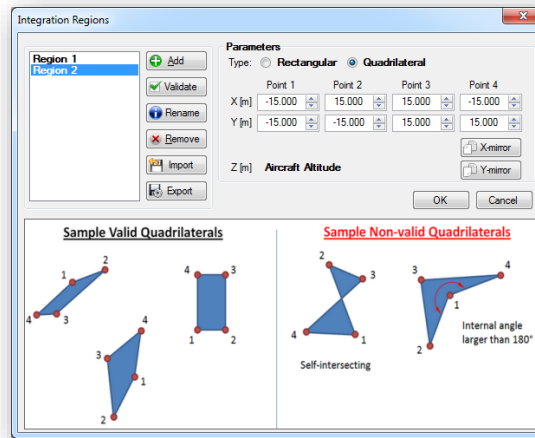 Integration Regions
Region 1
Region 2
Add
Validate
Rename
Remove
Import
Export
Parameters
Type: Rectangular Quadrilateral
Point 1 Point 2 Point 3 Point 4
X [m] -15.000 15.000 15.000 -15.000
Y [m] -15.000 -15.000 15.000 15.000
X-mirror
Z [m] Aircraft Altitude Y-mirror
OK Cancel
Sample Valid Quadrilaterals
1 2 3 4
4 3 1 2
4 3 1 2
Sample Non-valid Quadrilaterals
2 3 4 1
Self-intersecting
3 4 1 2
Internal angle
larger than 180°